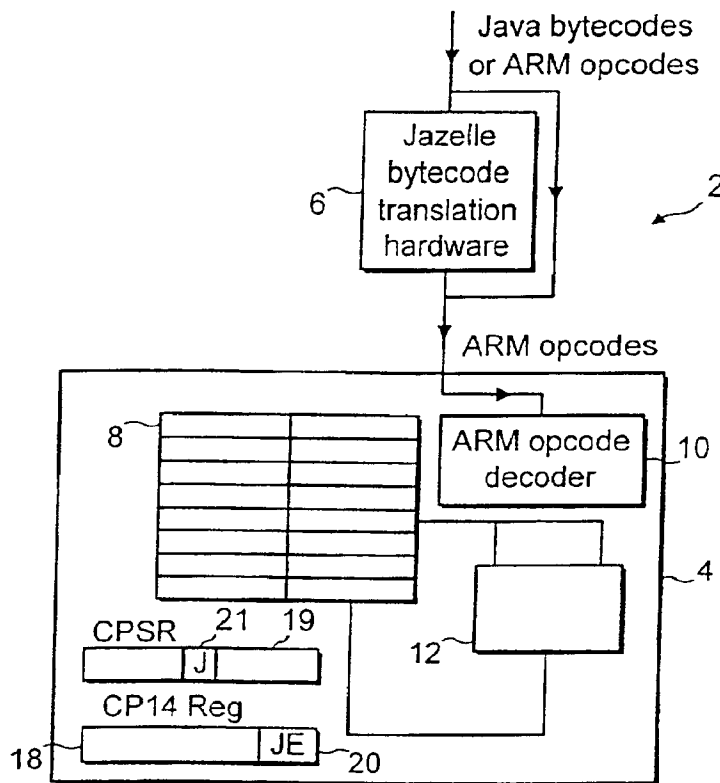 Java bytecodes
or ARM opcodes
Jazelle
bytecode
translation
hardware
6
2
ARM opcodes
8
ARM opcode
decoder
10
4
12
CPSR
21
19
J
CP14 Reg
18
JE
20